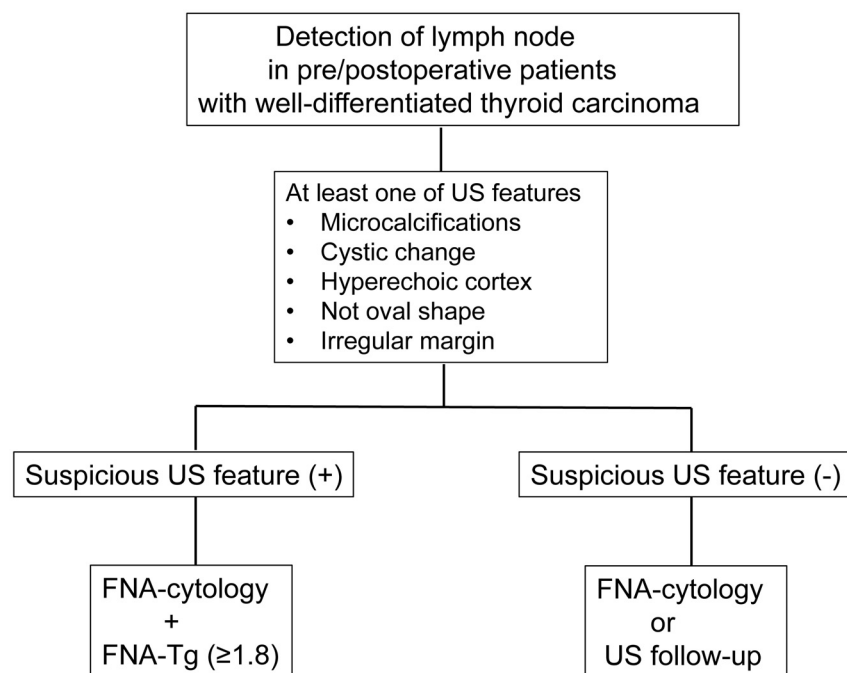 Detection of lymph node
in pre/postoperative patients
with well-differentiated thyroid carcinoma
At least one of US features
• Microcalcifications
• Cystic change
• Hyperechoic cortex
• Not oval shape
• Irregular margin
Suspicious US feature (+)
Suspicious US feature (-)
FNA-cytology
+
FNA-Tg (≥1.8)
FNA-cytology
or
US follow-up